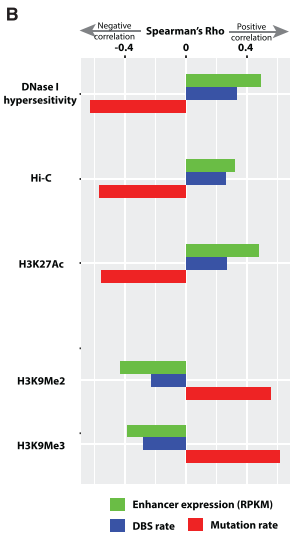 B
Negative
correlation
Spearman's Rho
Positive
correlation
-0.4 0 0.4
DNase I
hypersesitivity
Hi-C
H3K27Ac
H3K9Me2
H3K9Me3
Enhancer expression (RPKM)
DBS rate Mutation rate